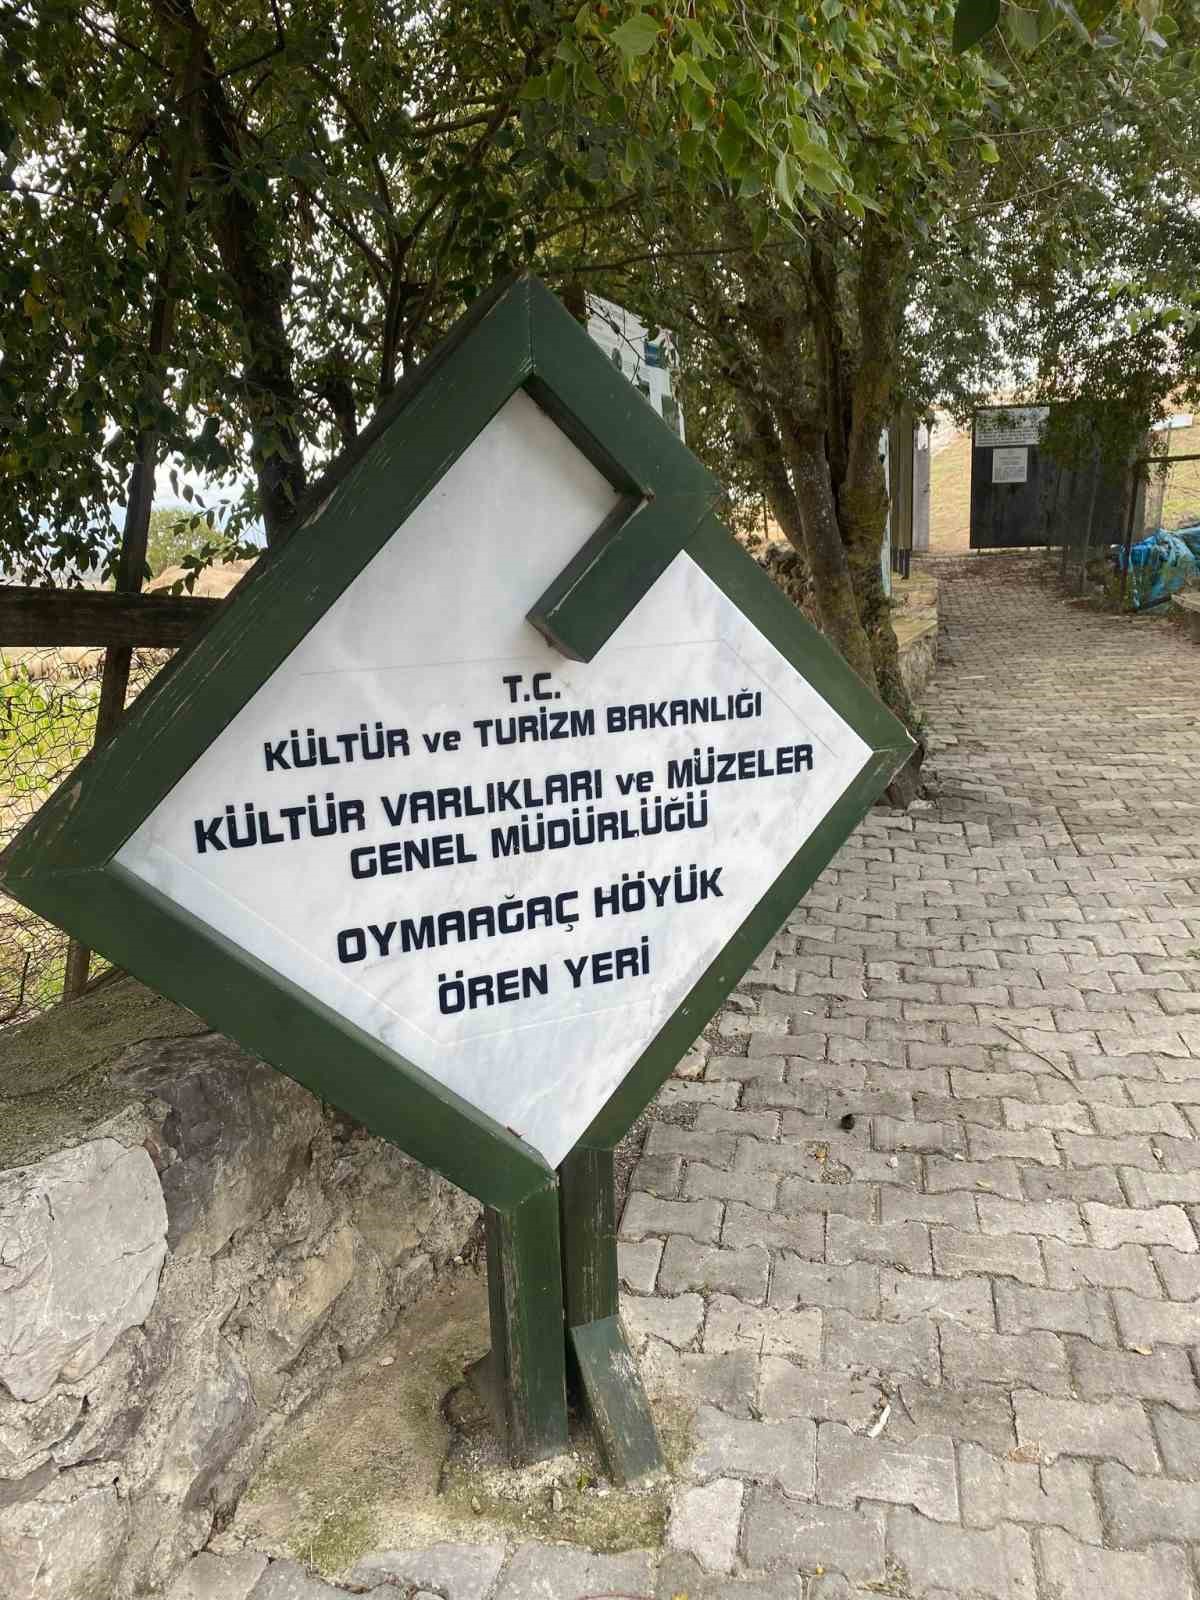 T.C.
KÜLTÜR ve TURİZM BAKANLIĞI
KÜLTÜR VARLIKLARI ve MÜZELER
GENEL MÜDÜRLÜĞÜ
OYMAAĞAÇ HÖYÜK
ÖREN YERİ